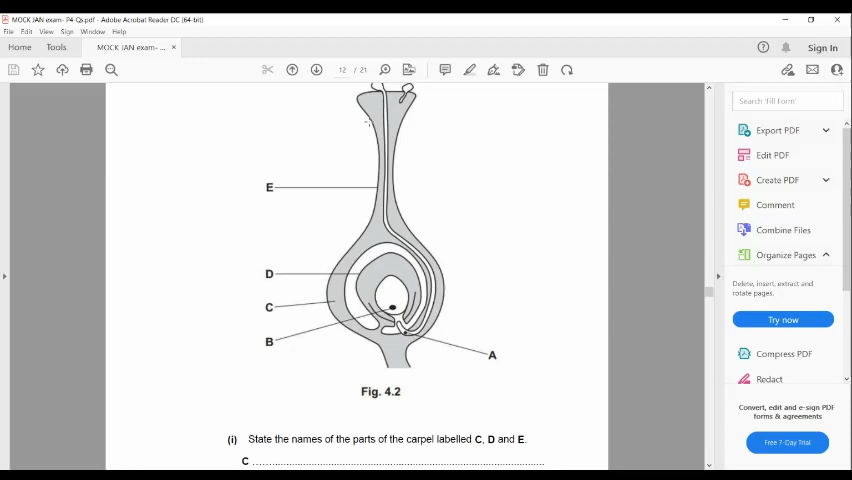 MOCK JAN exam- P4-Qs.pdf - Adobe Acrobat Reader DC (64-bit)
File Edit View Sign Window Help
Home Tools MOCK JAN exam- ... × Sign In
12 / 21
E
D
C
B
A
Fig. 4.2
(i) State the names of the parts of the carpel labelled C, D and E.
C ....................................................................................................
Search 'Fill Form'
Export PDF
Edit PDF
Create PDF
Comment
Combine Files
Organize Pages
Delete, insert, extract and
rotate pages.
Try now
Compress PDF
Redact
Convert, edit and e-sign PDF
forms & agreements
Free 7-Day Trial